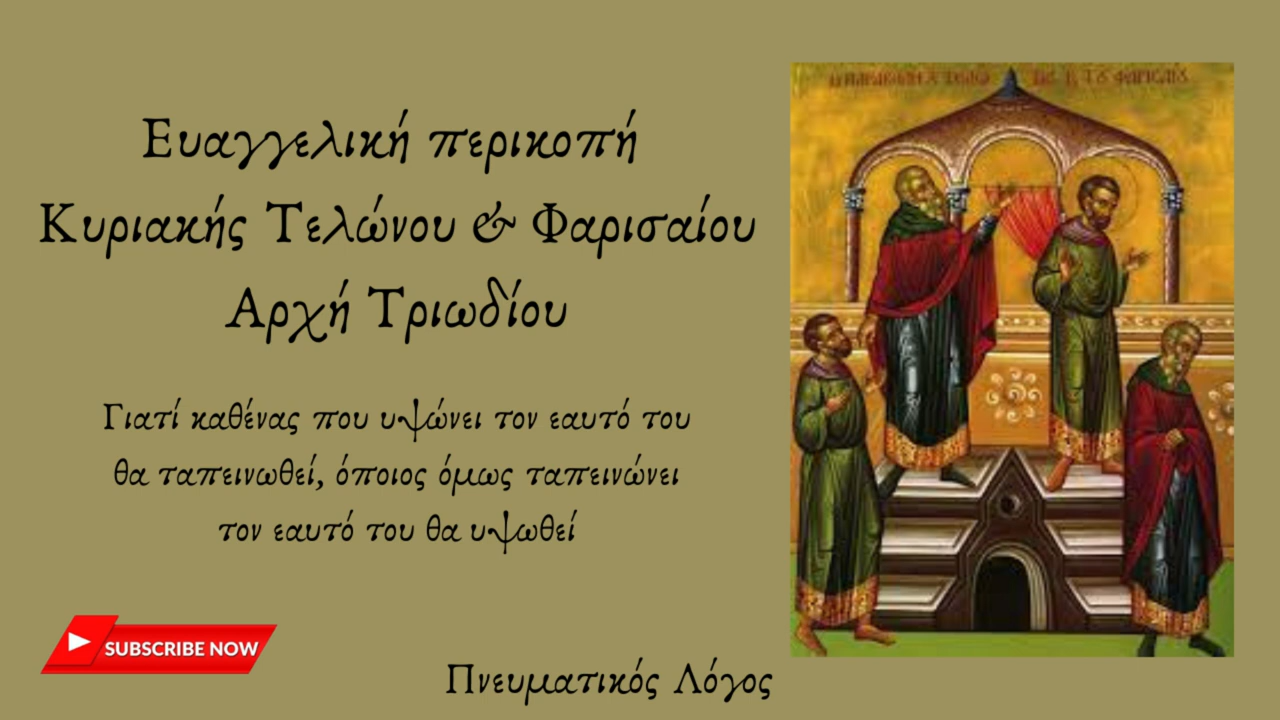 Ευαγγελική περικοπή
Κυριακής Τελώνου & Φαρισαίου
Αρχή Τριωδίου
Γιατί καθένας που υψώνει τον εαυτό του
θα ταπεινωθεί, όποιος όμως ταπεινώνει
τον εαυτό του θα υψωθεί
SUBSCRIBE NOW
Πνευματικός Λόγος